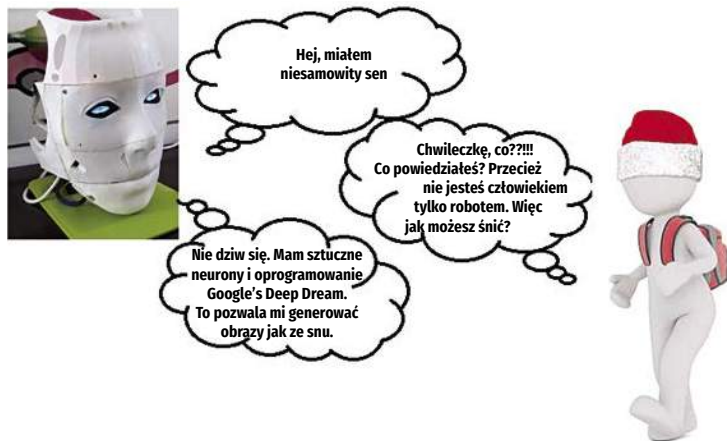 Hej, miałem
niesamowity sen
Chwileczkę, co??!!!
Co powiedziałeś? Przecież
nie jesteś człowiekiem
tylko robotem. Więc
jak możesz śnić?
Nie dziw się. Mam sztuczne
neurony i oprogramowanie
Google's Deep Dream.
To pozwala mi generować
obrazy jak ze snu.